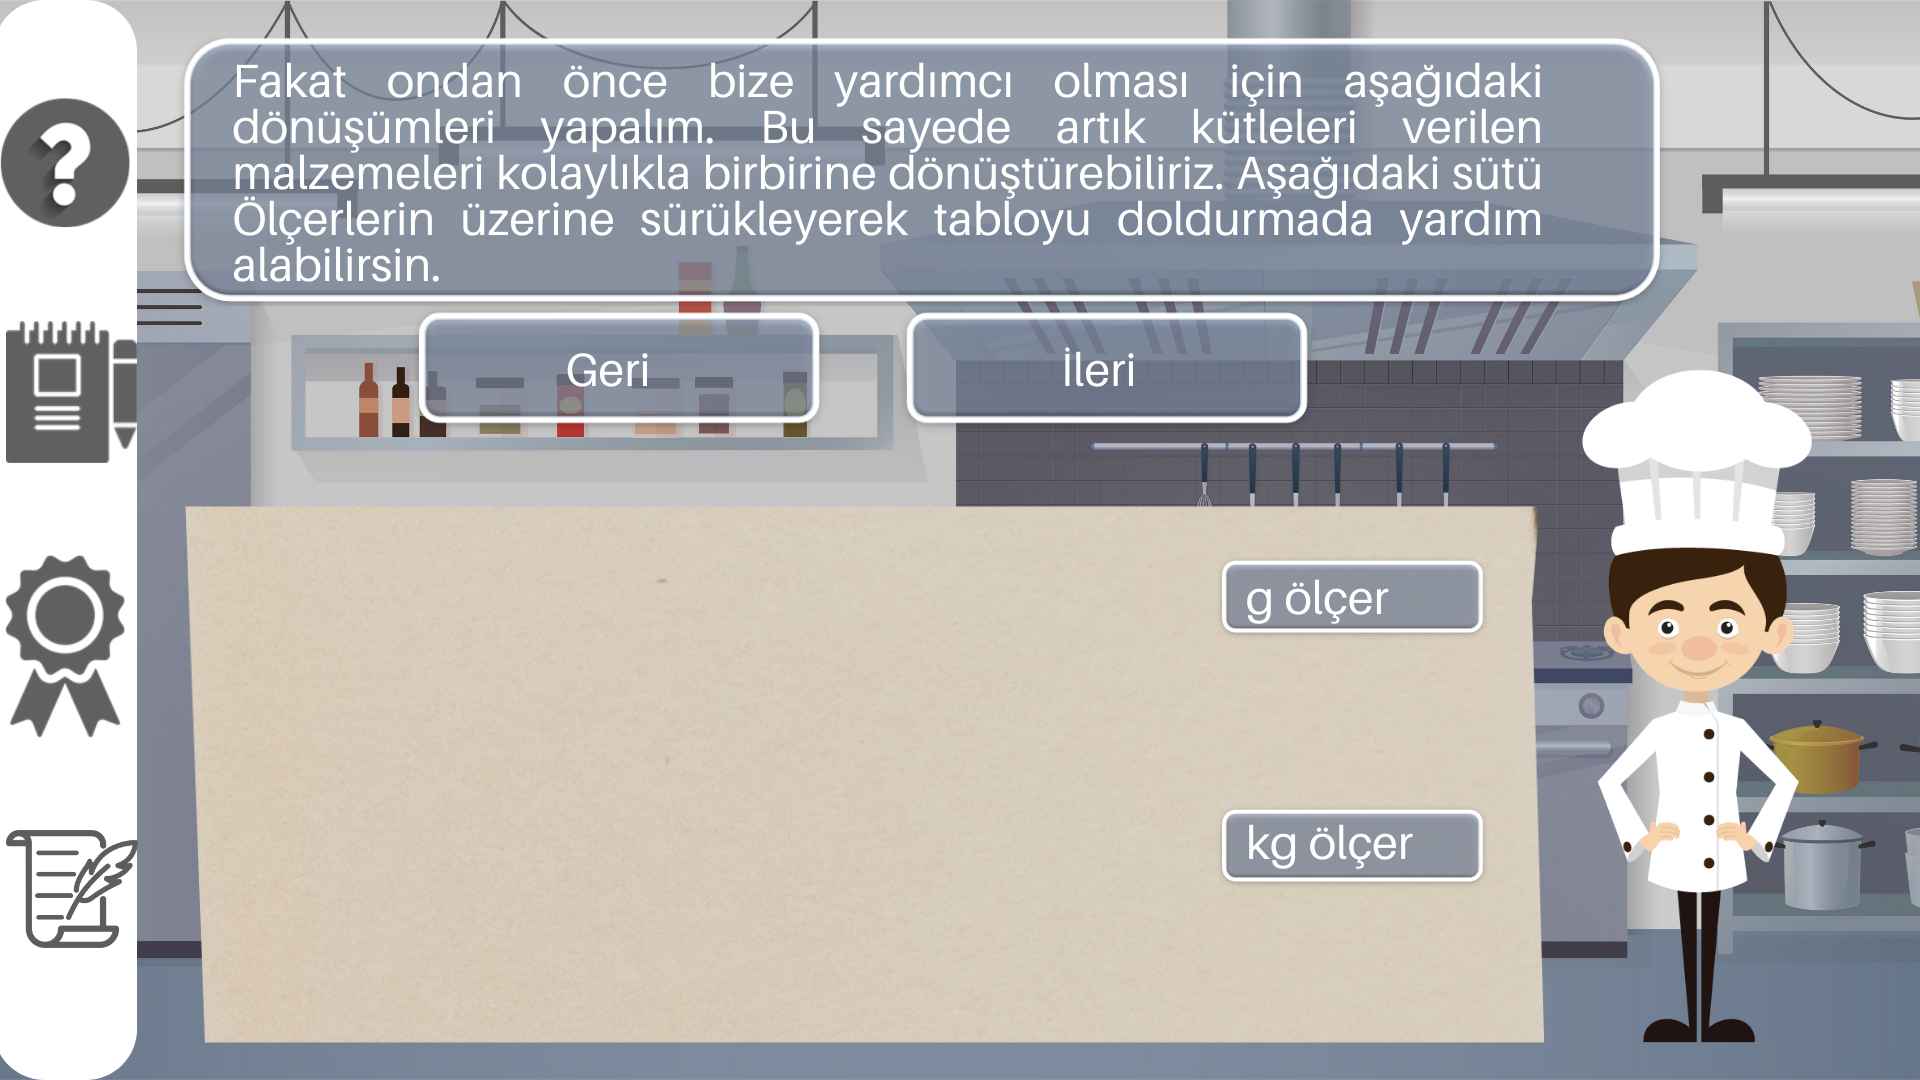 Fakat ondan önce bize yardımcı olması için aşağıdaki
dönüşümleri yapalım. Bu sayede artık kütleleri verilen
malzemeleri kolaylıkla birbirine dönüştürebiliriz. Aşağıdaki sütü
Ölçerlerin üzerine sürükleyerek tabloyu doldurmada yardım
alabilirsin.
Geri
İleri
g ölçer
kg ölçer